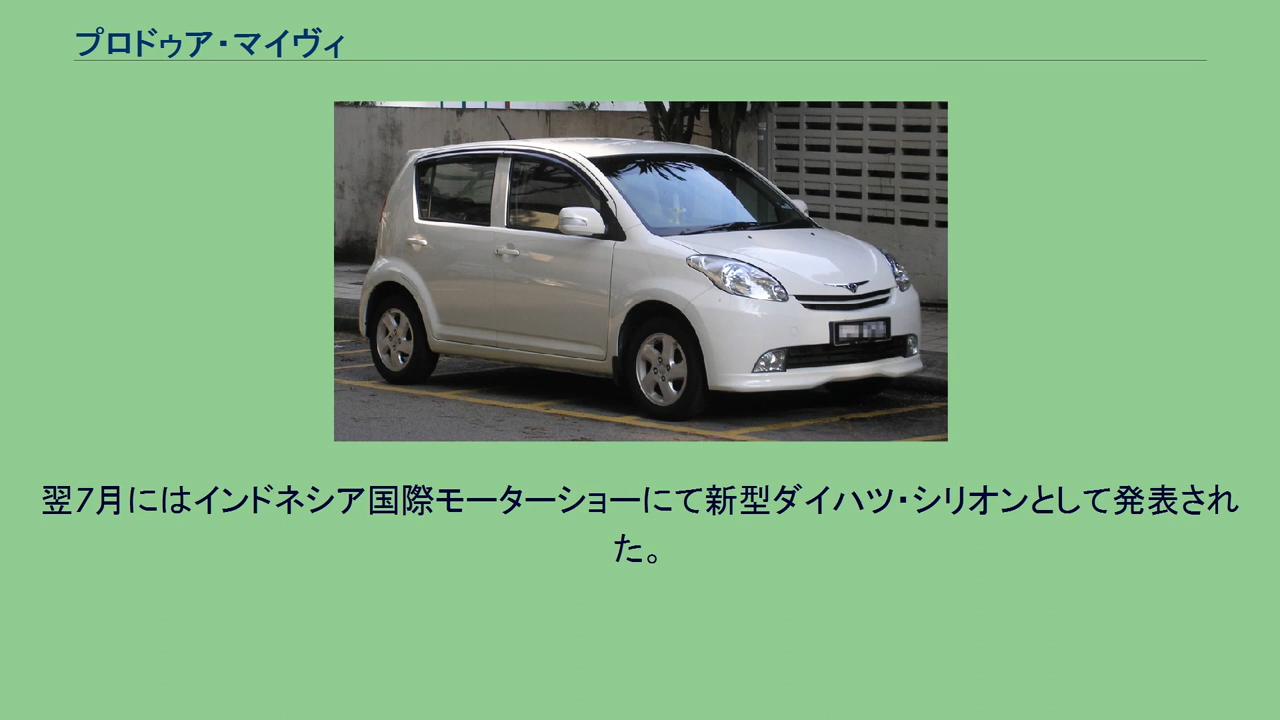 プロドゥア・マイヴィ
翌7月にはインドネシア国際モーターショーにて新型ダイハツ・シリオンとして発表され
た。